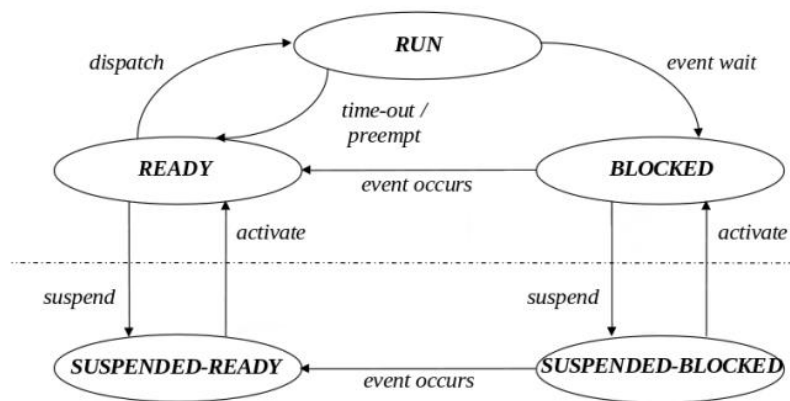 RUN
dispatch
event wait
time-out /
preempt
READY
BLOCKED
event occurs
activate
activate
suspend
suspend
SUSPENDED-READY
SUSPENDED-BLOCKED
event occurs